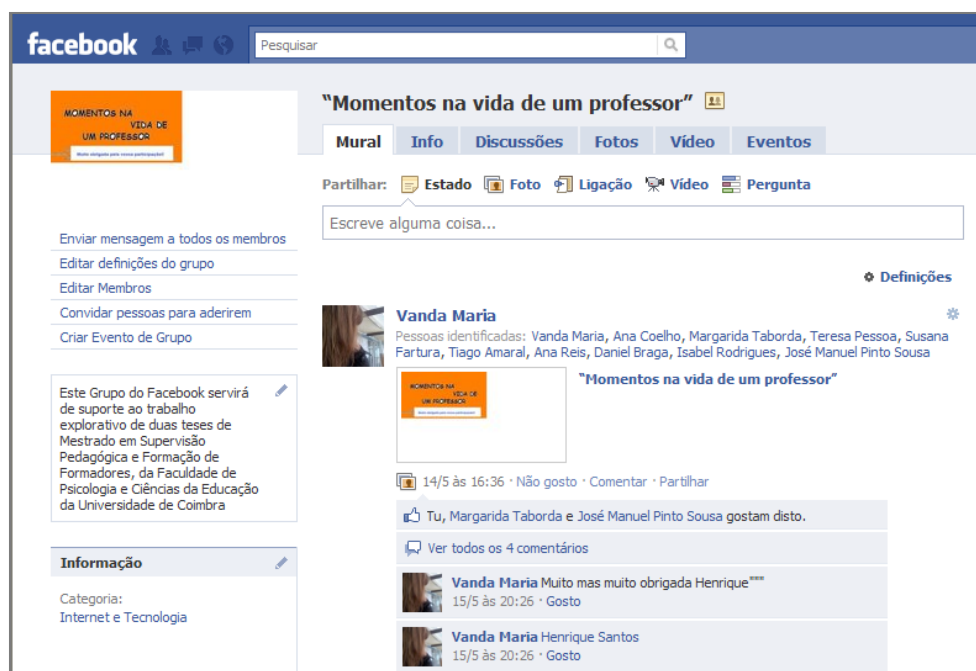 facebook
Pesquisar
MOMENTOS NA
VIDA DE
UM PROFESSOR
Muito obrigada pela vossa participação!!
"Momentos na vida de um professor"
Mural Info Discussões Fotos Vídeo Eventos
Partilhar: Estado Foto Ligação Vídeo Pergunta
Escreve alguma coisa...
Enviar mensagem a todos os membros
Editar definições do grupo
Editar Membros
Convidar pessoas para aderirem
Criar Evento de Grupo
Este Grupo do Facebook servirá
de suporte ao trabalho
explorativo de duas teses de
Mestrado em Supervisão
Pedagógica e Formação de
Formadores, da Faculdade de
Psicologia e Ciências da Educação
da Universidade de Coimbra
Informação
Categoria:
Internet e Tecnologia
Definições
Vanda Maria
Pessoas identificadas: Vanda Maria, Ana Coelho, Margarida Taborda, Teresa Pessoa, Susana
Fartura, Tiago Amaral, Ana Reis, Daniel Braga, Isabel Rodrigues, José Manuel Pinto Sousa
MOMENTOS NA
VIDA DE
UM PROFESSOR
"Momentos na vida de um professor"
14/5 às 16:36 · Não gosto · Comentar · Partilhar
Tu, Margarida Taborda e José Manuel Pinto Sousa gostam disto.
Ver todos os 4 comentários
Vanda Maria Muito mas muito obrigada Henrique"""
15/5 às 20:26 · Gosto
Vanda Maria Henrique Santos
15/5 às 20:26 · Gosto